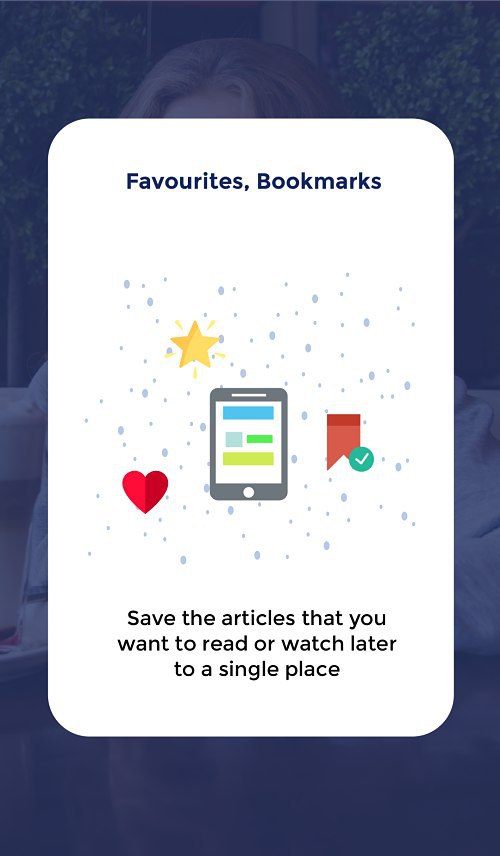 Favourites, Bookmarks
Save the articles that you
want to read or watch later
to a single place